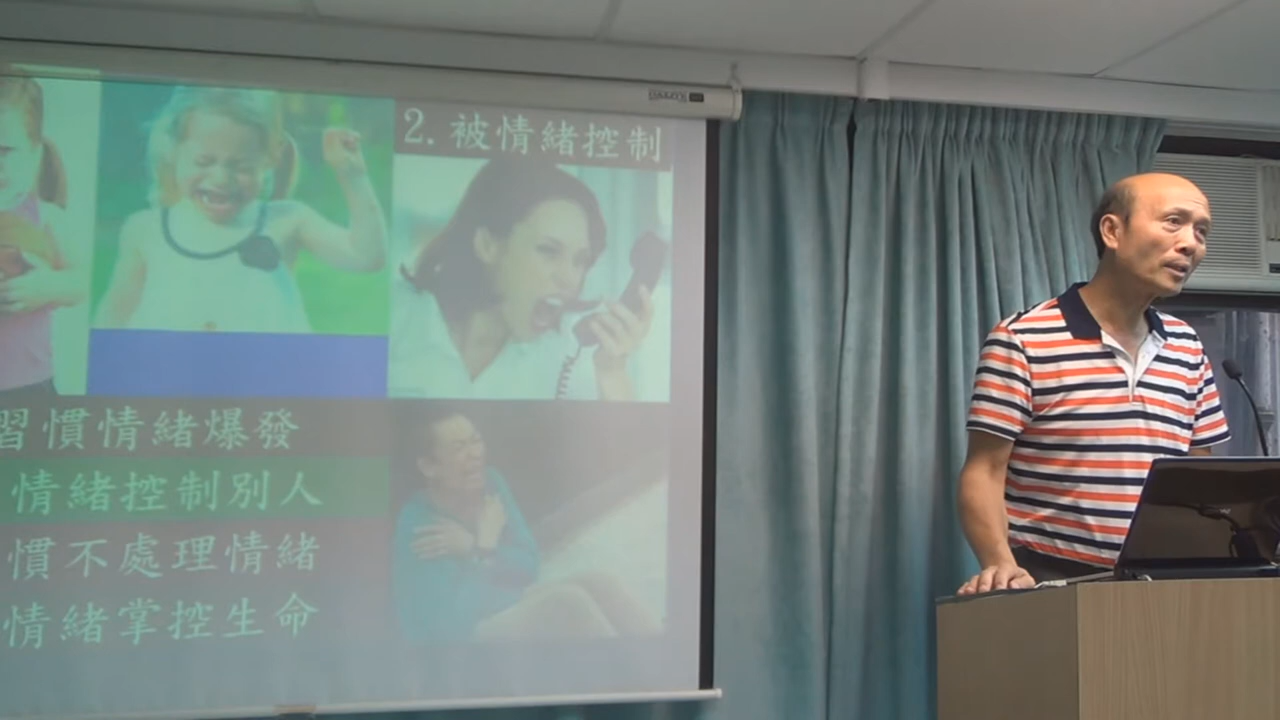 2.被情緒控制
習慣情緒爆發
情緒控制別人
慣不處理情緒
情緒掌控生命